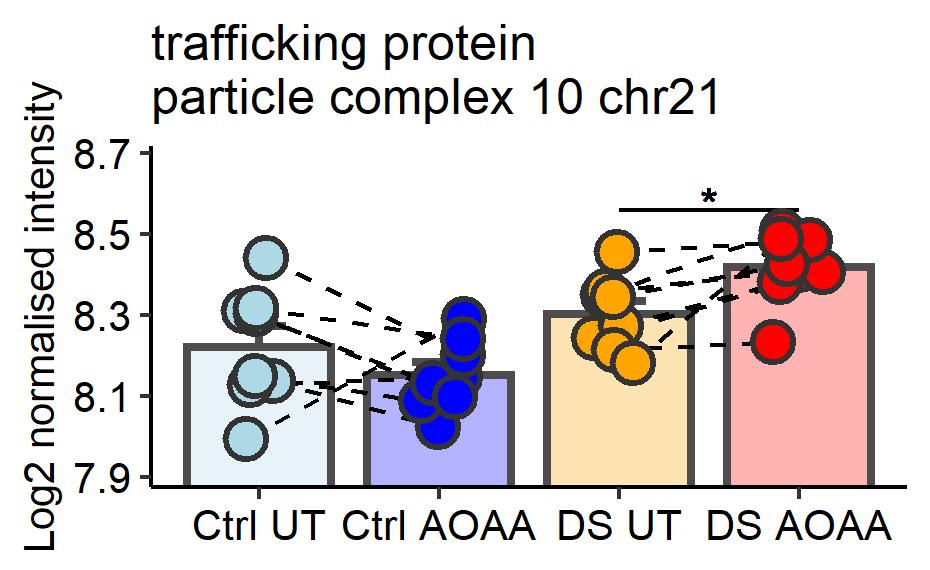 trafficking protein
particle complex 10 chr21
Log2 normalised intensity
8.7
8.5
8.3
8.1
7.9
*
Ctrl UT Ctrl AOAA DS UT DS AOAA